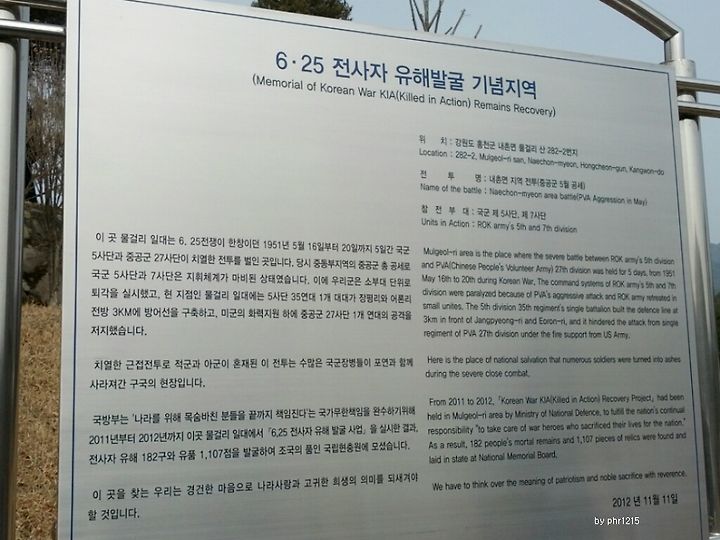 6·25 전사자 유해발굴 기념지역
(Memorial of Korean War KIA(Killed in Action) Remains Recovery)
위 치 : 강원도 홍천군 내촌면 물걸리 산 282-2번지
Location : 282-2, Mulgeol-ri san, Naechon-myeon, Hongcheon-gun, Kangwon-do
전 투 명 : 내촌면 지역 전투(중공군 5월 공세)
Name of the battle : Naechon-myeon area battle(PVA Aggression in May)
참 전 부 대 : 국군 제 5사단, 제 7사단
Units in Action : ROK army's 5th and 7th division
이 곳 물걸리 일대는 6. 25전쟁이 한창이던 1951년 5월 16일부터 20일까지 5일간 국군
5사단과 중공군 27사단이 치열한 전투를 벌인 곳입니다. 당시 중동부지역의 중공군 총 공세로
국군 5사단과 7사단은 지휘체계가 마비된 상태였습니다. 이에 우리군은 소부대 단위로
퇴각을 실시했고, 현 지점인 물걸리 일대에는 5사단 35연대 1개 대대가 장평리와 어론리
전방 3KM에 방어선을 구축하고, 미군의 화력지원 하에 중공군 27사단 1개 연대의 공격을
저지했습니다.
치열한 근접전투로 적군과 아군이 혼재된 이 전투는 수많은 국군장병들이 포연과 함께
사라져간 구국의 현장입니다.
국방부는 '나라를 위해 목숨바친 분들을 끝까지 책임진다'는 국가무한책임을 완수하기위해
2011년부터 2012년까지 이곳 물걸리 일대에서 「6.25 전사자 유해 발굴 사업」을 실시한 결과,
전사자 유해 182구와 유품 1,107점을 발굴하여 조국의 품인 국립현충원에 모셨습니다.
이 곳을 찾는 우리는 경건한 마음으로 나라사랑과 고귀한 희생의 의미를 되새겨야
할 것입니다.
Mulgeol-ri area is the place where the severe battle between ROK army's 5th division
and PVA(Chinese People's Volunteer Army) 27th division was held for 5 days, from 1951
May 16th to 20th during Korean War, The command systems of ROK army's 5th and 7th
division were paralyzed because of PVA's aggressive attack and ROK army retreated in
small unites. The 5th division 35th regiment's single battalion built the defence line at
3km in front of Jangpyeong-ri and Eoron-ri, and it hindered the attack from single
regiment of PVA 27th division under the fire support from US Army.
Here is the place of national salvation that numerous soldiers were turned into ashes
during the severe close combat.
From 2011 to 2012, 「Korean War KIA(Killed in Action) Recovery Project」 had been
held in Mulgeol-ri area by Ministry of National Defence, to fulfill the nation's continual
responsibility "to take care of war heroes who sacrificed their lives for the nation."
As a result, 182 people's mortal remains and 1,107 pieces of relics were found and
laid in state at National Memorial Board.
We have to think over the meaning of patriotism and noble sacrifice with reverence.
2012 년 11월 11일
by phr1215